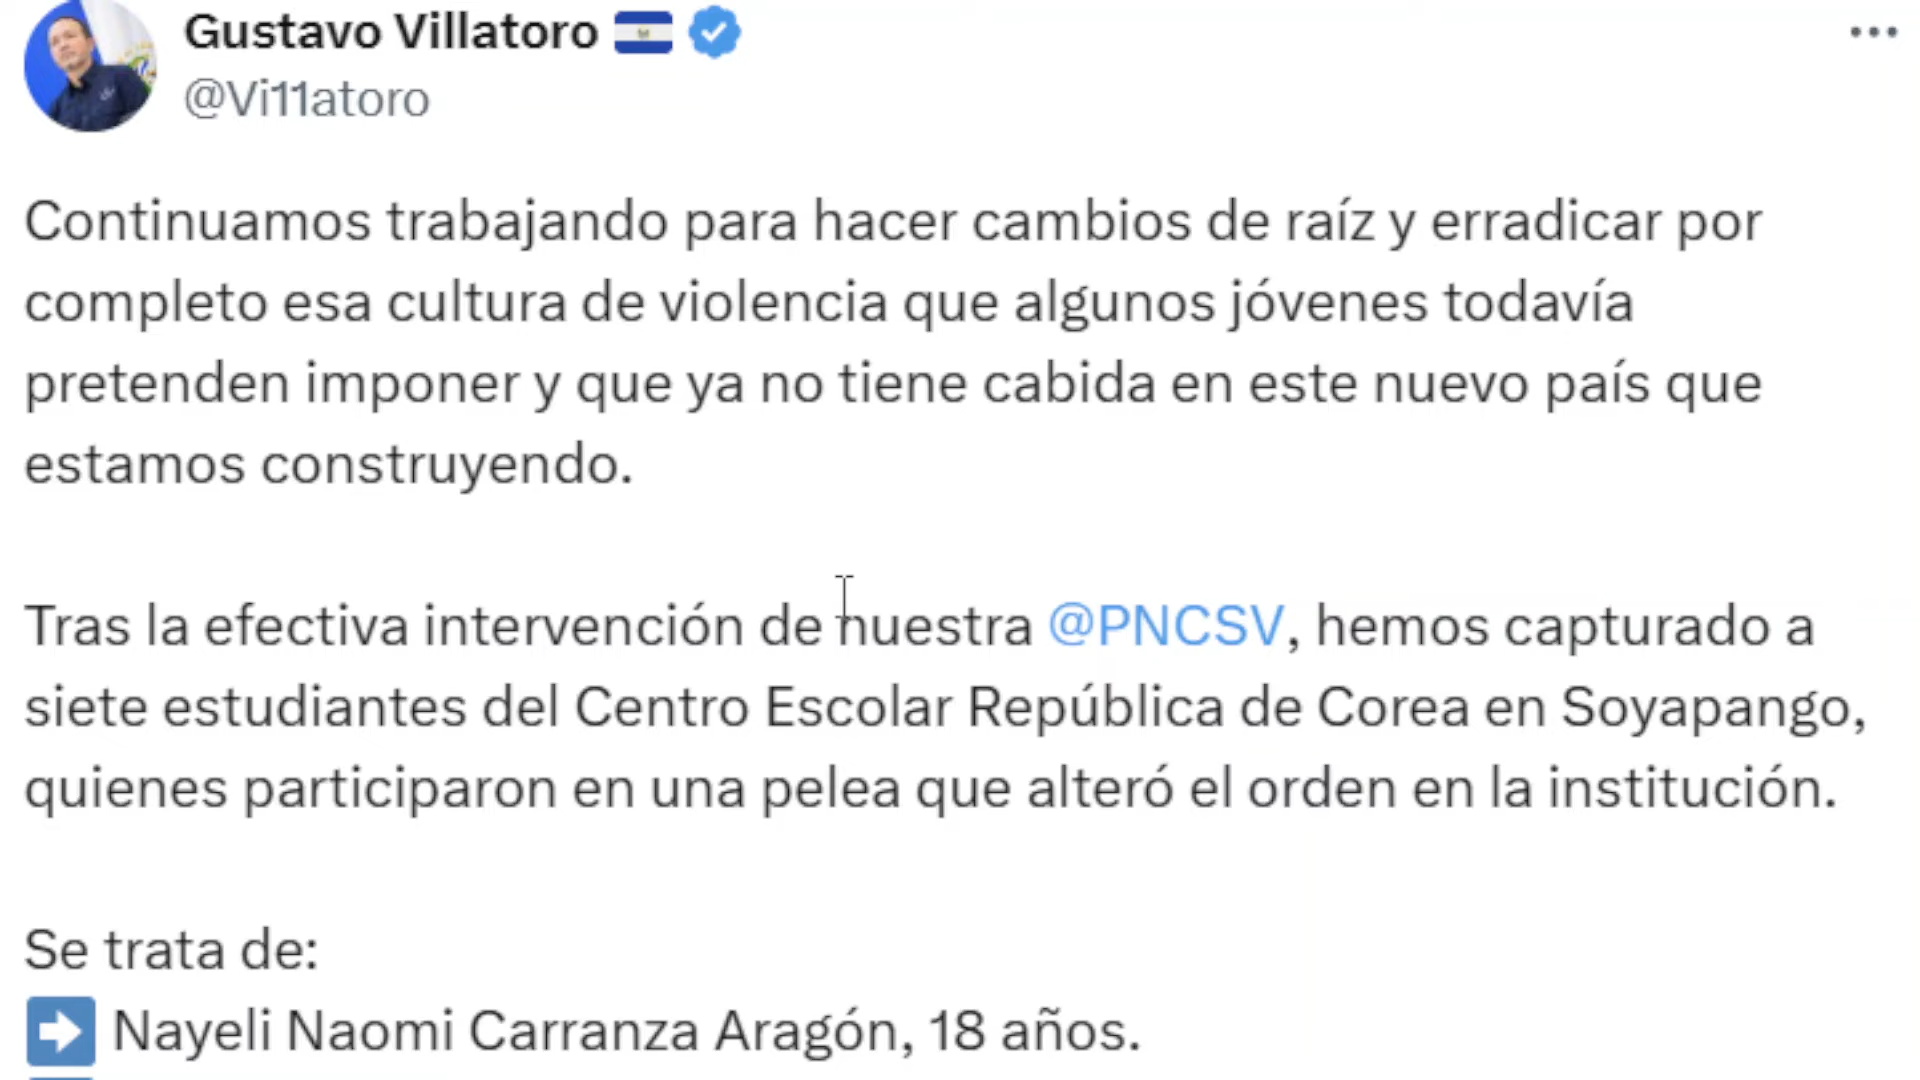 Gustavo Villatoro
@Vi11atoro
Continuamos trabajando para hacer cambios de raíz y erradicar por
completo esa cultura de violencia que algunos jóvenes todavía
pretenden imponer y que ya no tiene cabida en este nuevo país que
estamos construyendo.
Tras la efectiva intervención de nuestra @PNCSV, hemos capturado a
siete estudiantes del Centro Escolar República de Corea en Soyapango,
quienes participaron en una pelea que alteró el orden en la institución.
Se trata de:
Nayeli Naomi Carranza Aragón, 18 años.